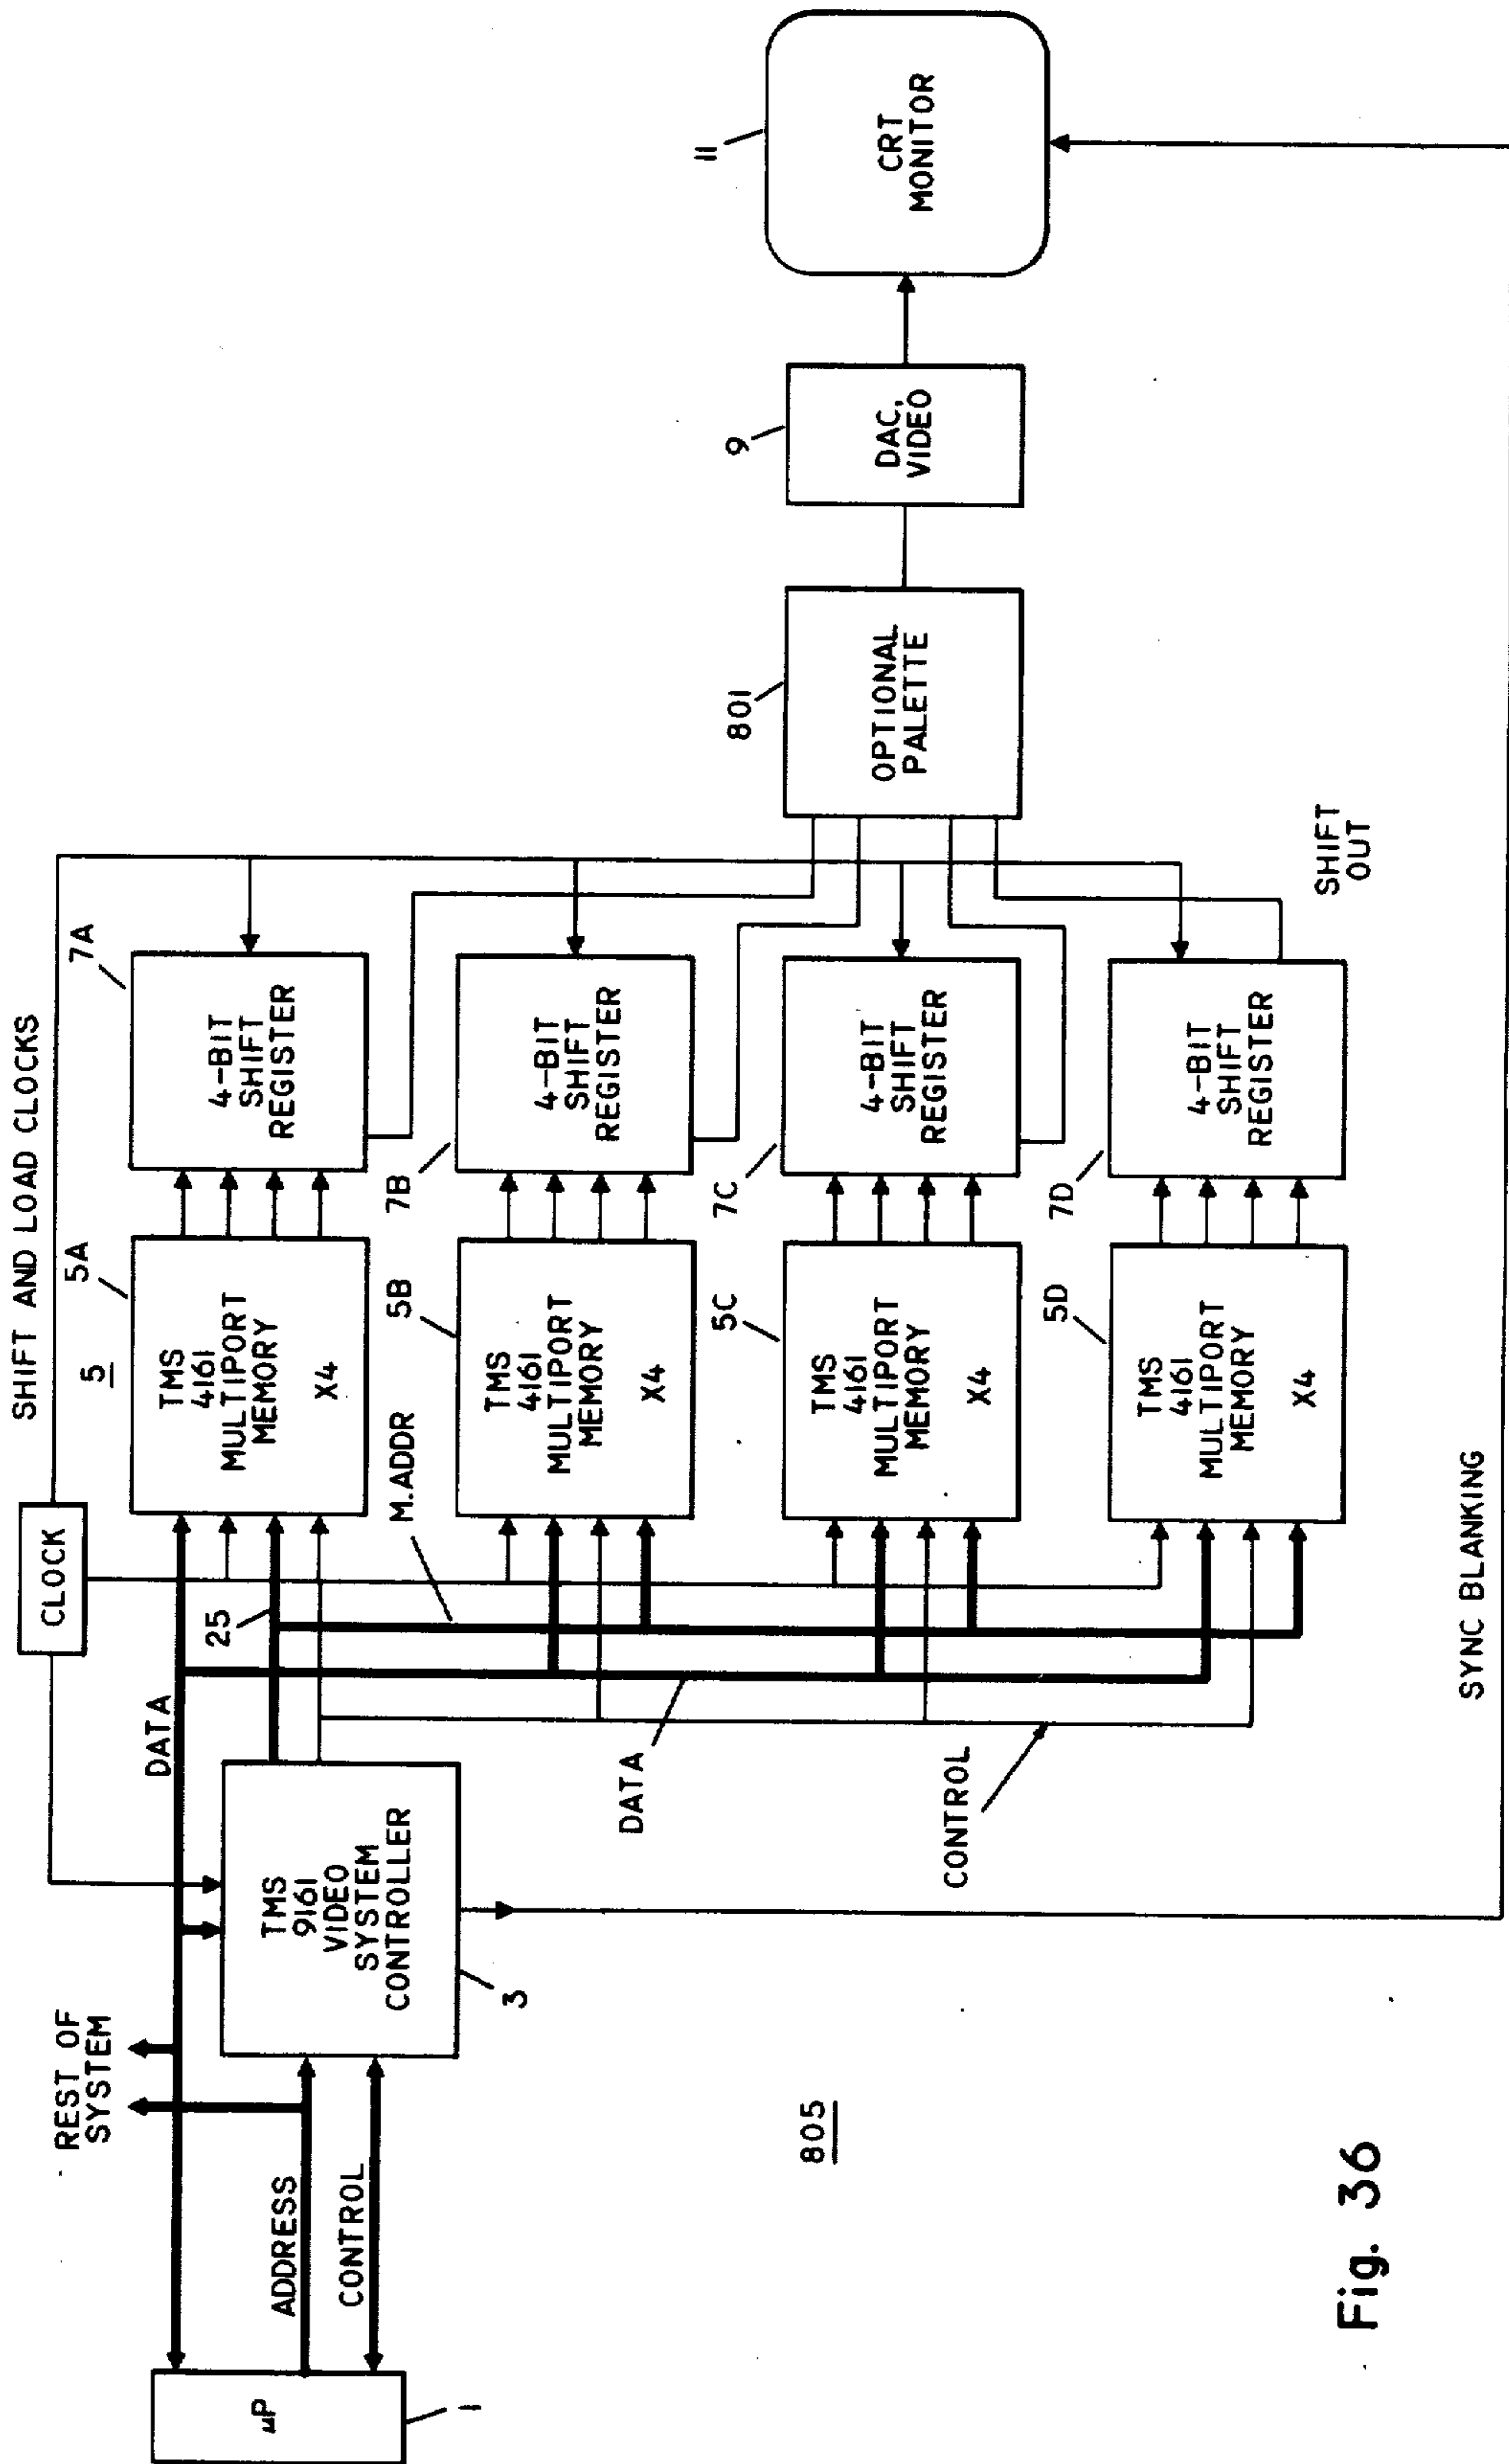 SHIFT AND LOAD CLOCKS
CLOCK
REST OF
SYSTEM
µP
1
ADDRESS
CONTROL
DATA
TMS
9161
VIDEO
SYSTEM
CONTROLLER
3
25
M.ADDR
DATA
CONTROL
5
5A
TMS
4161
MULTIPORT
MEMORY
X4
5B
TMS
4161
MULTIPORT
MEMORY
X4
5C
TMS
4161
MULTIPORT
MEMORY
X4
5D
TMS
4161
MULTIPORT
MEMORY
X4
7A
4-BIT
SHIFT
REGISTER
7B
4-BIT
SHIFT
REGISTER
7C
4-BIT
SHIFT
REGISTER
7D
4-BIT
SHIFT
REGISTER
SHIFT
OUT
801
OPTIONAL
PALETTE
9
DAC,
VIDEO
11
CRT
MONITOR
SYNC BLANKING
805
Fig. 36